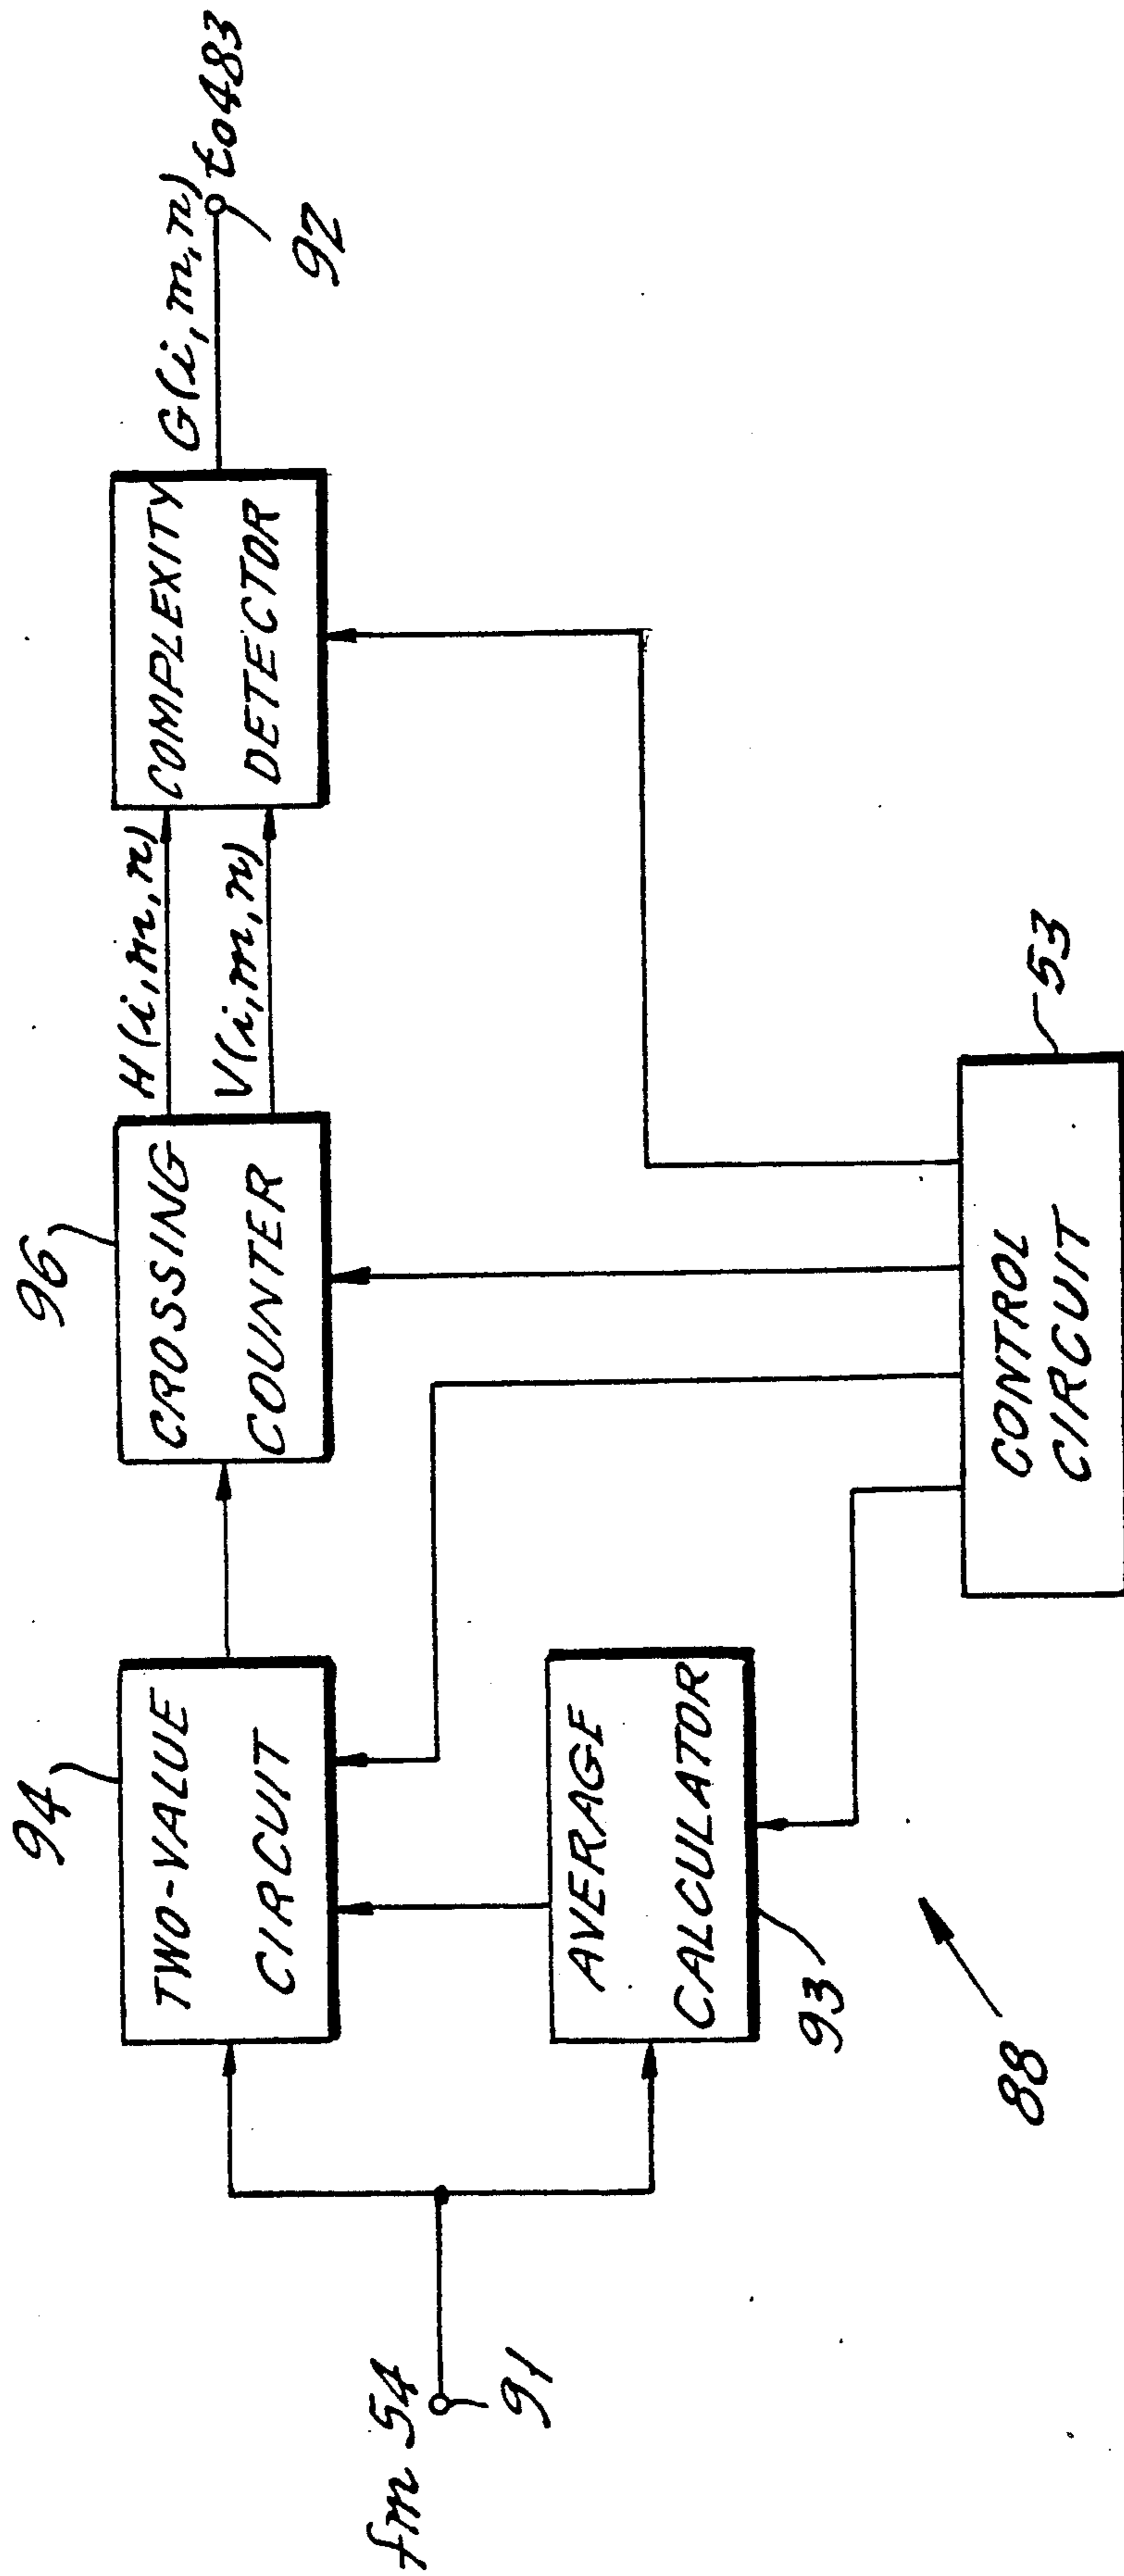 94
96
TWO-VALUE
CIRCUIT
CROSSING
COUNTER
H(i,m,n)
V(i,m,n)
COMPLEXITY
DETECTOR
G(i,m,n)
to 483
92
fm 54
91
AVERAGE
CALCULATOR
93
88
CONTROL
CIRCUIT
53